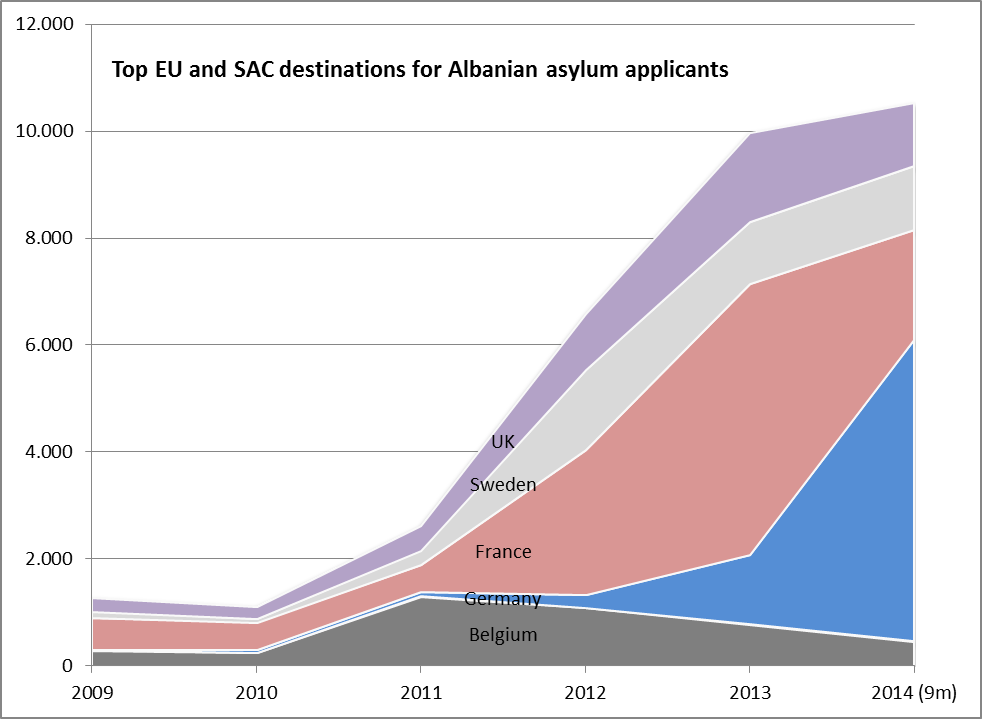 12.000
Top EU and SAC destinations for Albanian asylum applicants
10.000
8.000
6.000
4.000
2.000
0
UK
Sweden
France
Germany
Belgium
2009 2010 2011 2012 2013 2014 (9m)